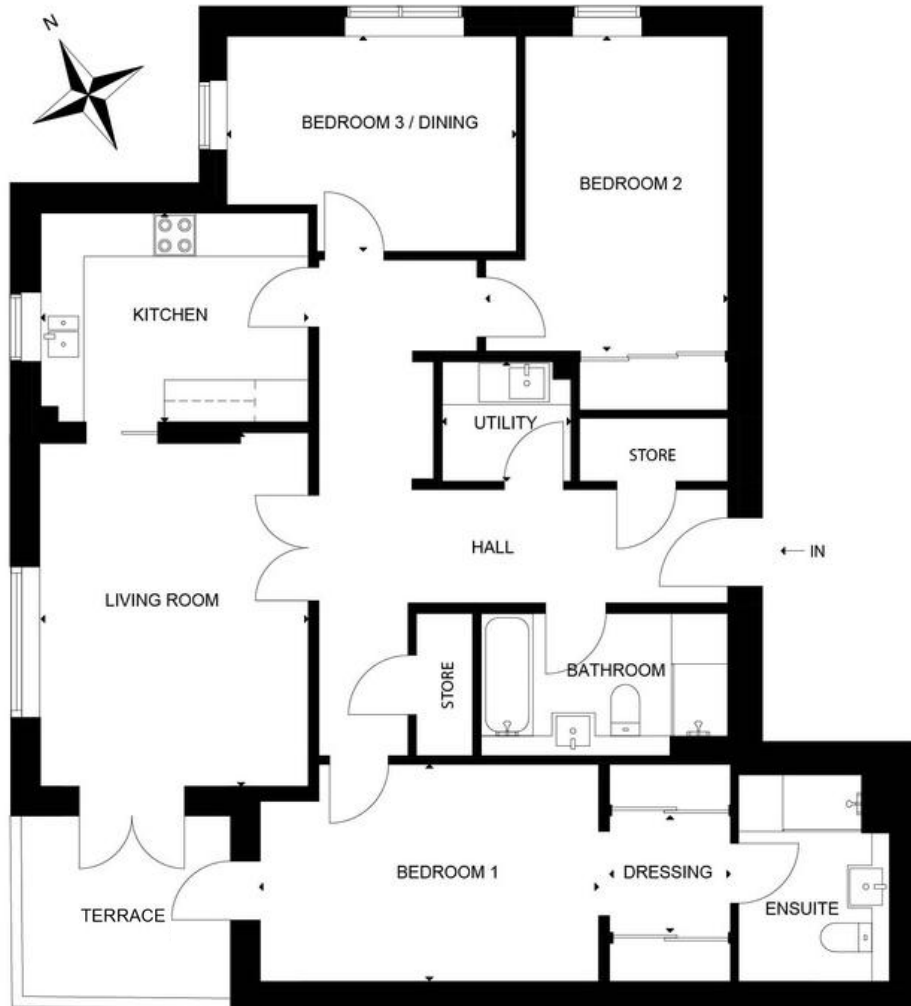 N
BEDROOM 3 / DINING
BEDROOM 2
KITCHEN
UTILITY
STORE
HALL
IN
LIVING ROOM
STORE
BATHROOM
BEDROOM 1
DRESSING
ENSUITE
TERRACE